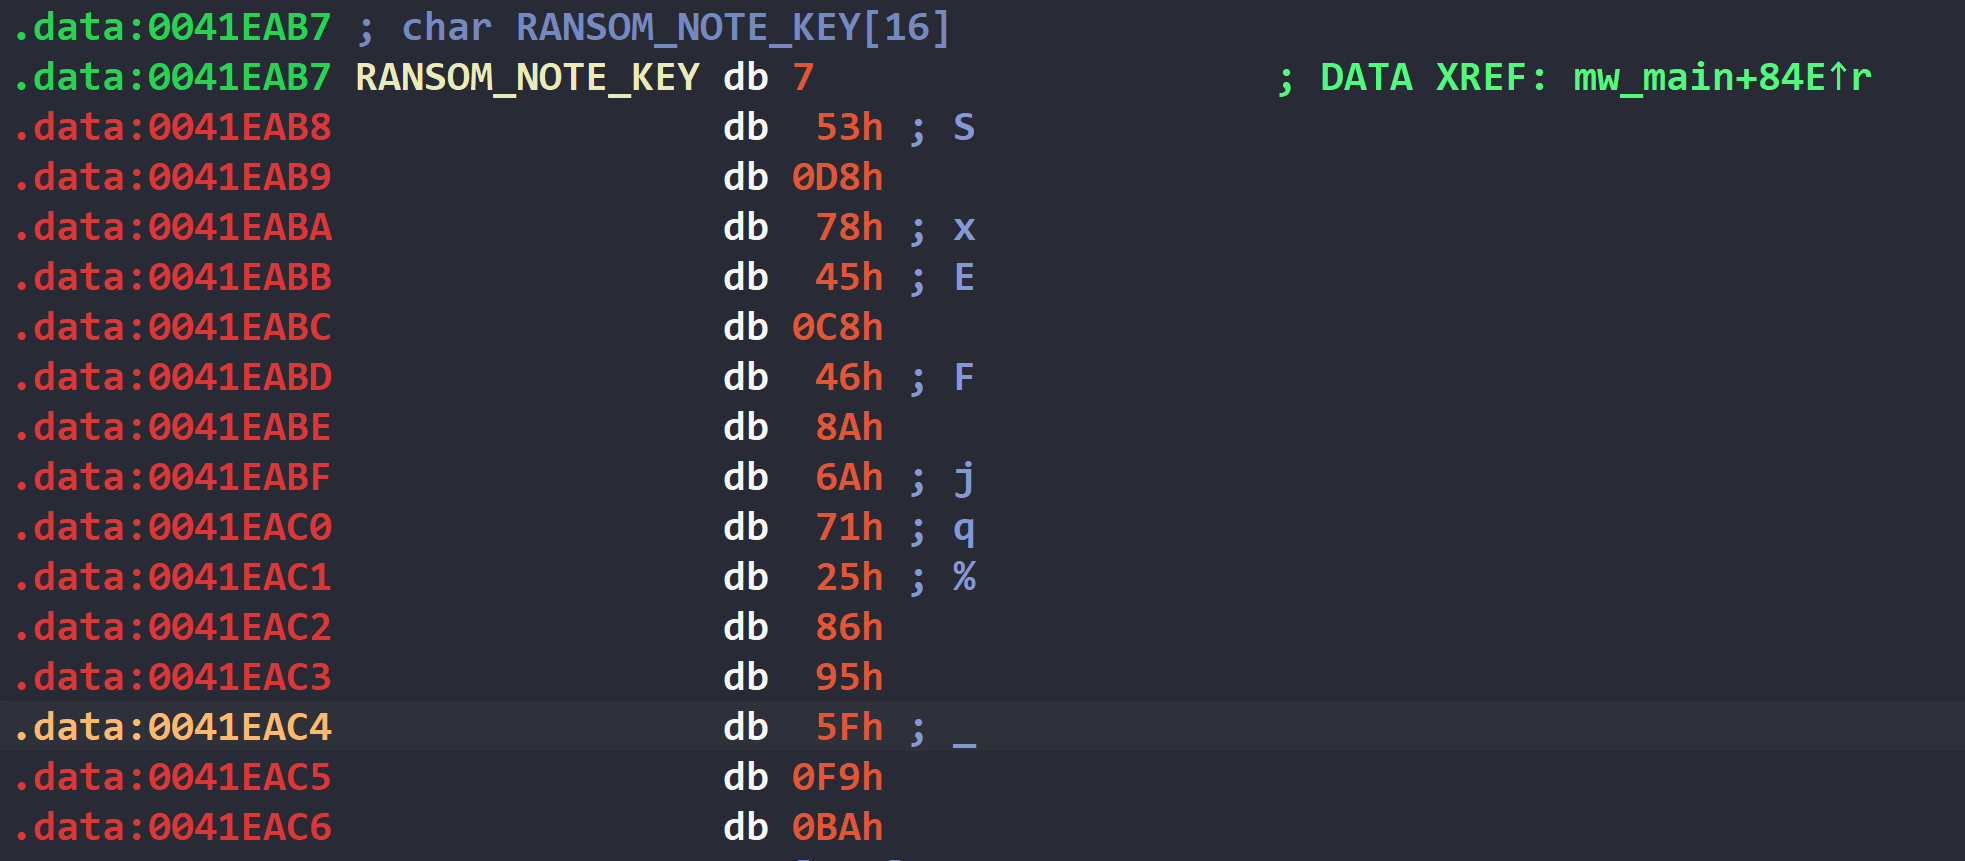 .data:0041EAB7 ; char RANSOM_NOTE_KEY[16]
.data:0041EAB7 RANSOM_NOTE_KEY db 7 ; DATA XREF: mw_main+84E↑r
.data:0041EAB8 db 53h ; S
.data:0041EAB9 db 0D8h
.data:0041EABA db 78h ; x
.data:0041EABB db 45h ; E
.data:0041EABC db 0C8h
.data:0041EABD db 46h ; F
.data:0041EABE db 8Ah
.data:0041EABF db 6Ah ; j
.data:0041EAC0 db 71h ; q
.data:0041EAC1 db 25h ; %
.data:0041EAC2 db 86h
.data:0041EAC3 db 95h
.data:0041EAC4 db 5Fh ; _
.data:0041EAC5 db 0F9h
.data:0041EAC6 db 0BAh